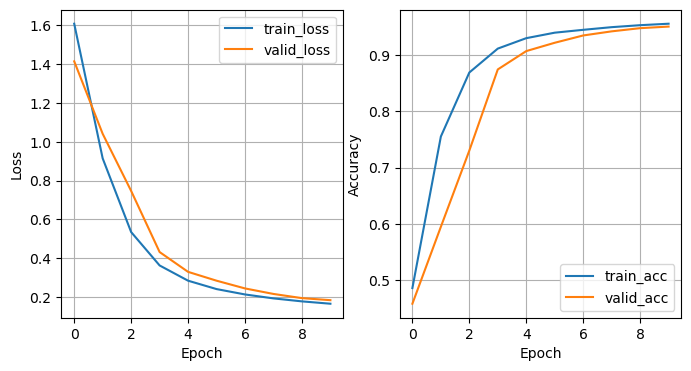 1.6
1.4
1.2
1.0
0.8
0.6
0.4
0.2
Loss
0 2 4 6 8
Epoch
train_loss
valid_loss
0.9
0.8
0.7
0.6
0.5
Accuracy
0 2 4 6 8
Epoch
train_acc
valid_acc